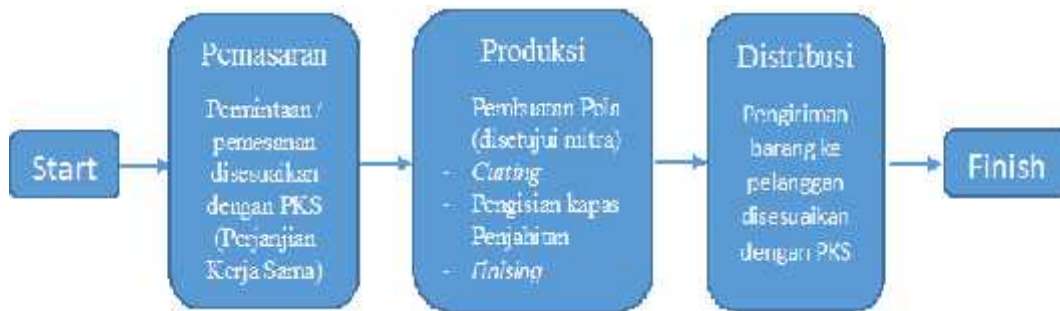 Start
Pemasaran
Permintaan /
pemesanan
disesuaikan
dengan PKS
(Perjanjian
Kerja Sama)
Produksi
Pembuatan Pola
(disetujui mitra)
- Cutting
- Pengisian kapas
Penjahitan
- Finising
Distribusi
Pengiriman
barang ke
pelanggan
disesuaikan
dengan PKS
Finish